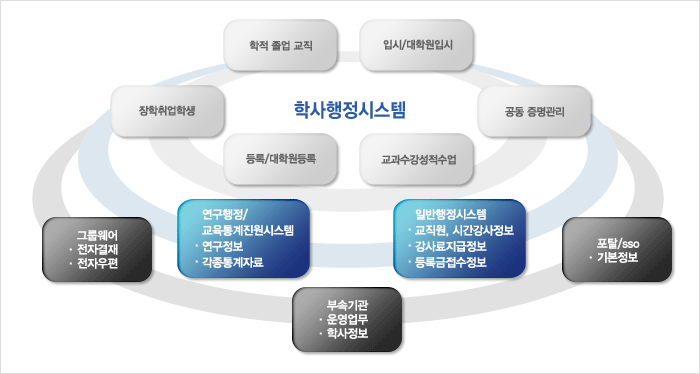 학적 졸업 교직
입시/대학원입시
장학취업학생
학사행정시스템
공동 증명관리
등록/대학원등록
교과수강성적수업
연구행정/
교육통계진원시스템
· 연구정보
· 각종통계자료
일반행정시스템
· 교직원, 시간강사정보
· 강사료지급정보
· 등록금접수정보
그룹웨어
· 전자결재
· 전자우편
포탈/sso
· 기본정보
부속기관
· 운영업무
· 학사정보